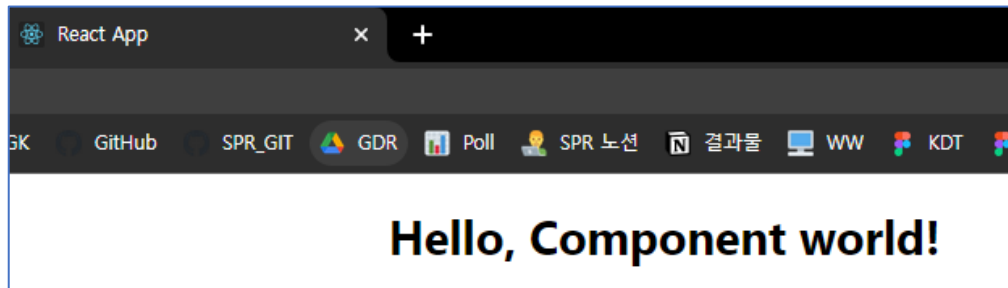 React App
GK GitHub SPR_GIT GDR Poll SPR 노션 결과물 WW KDT
Hello, Component world!